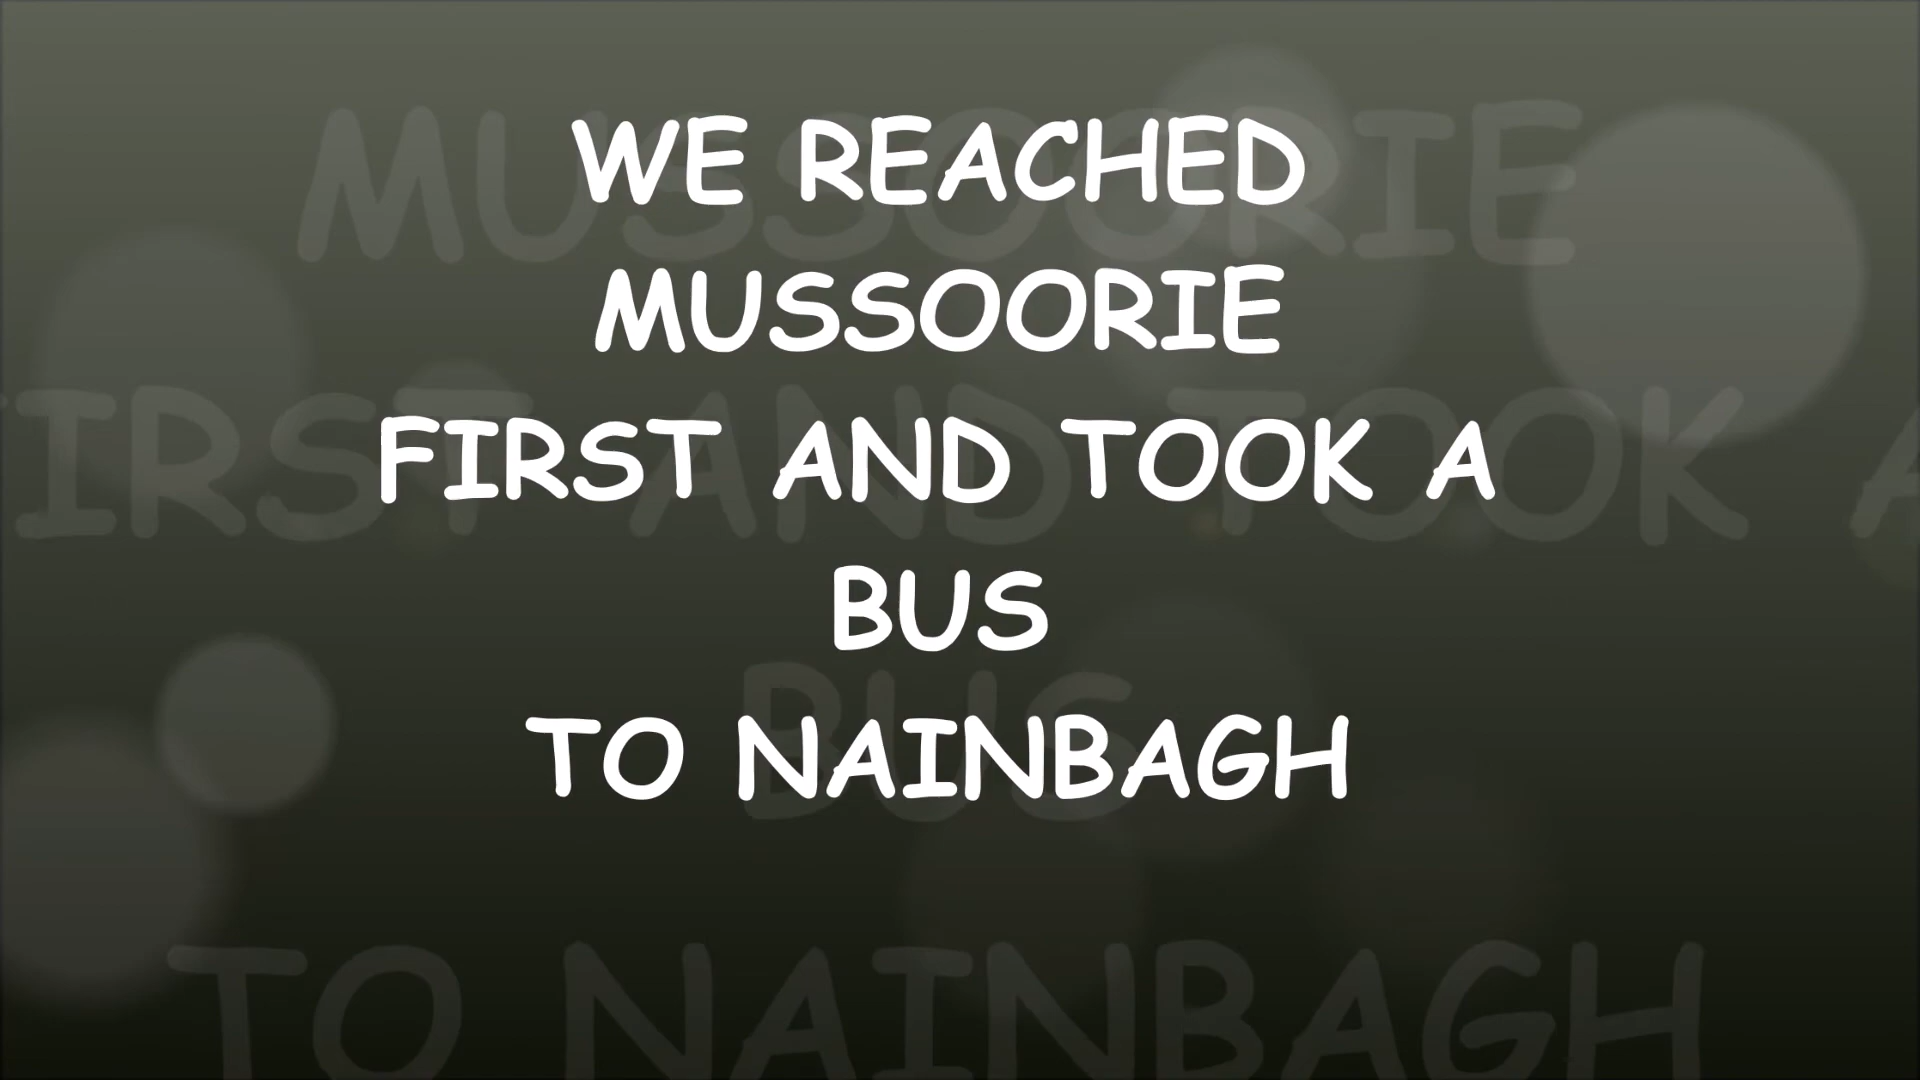 WE REACHED
MUSSOORIE
FIRST AND TOOK A
BUS
TO NAINBAGH